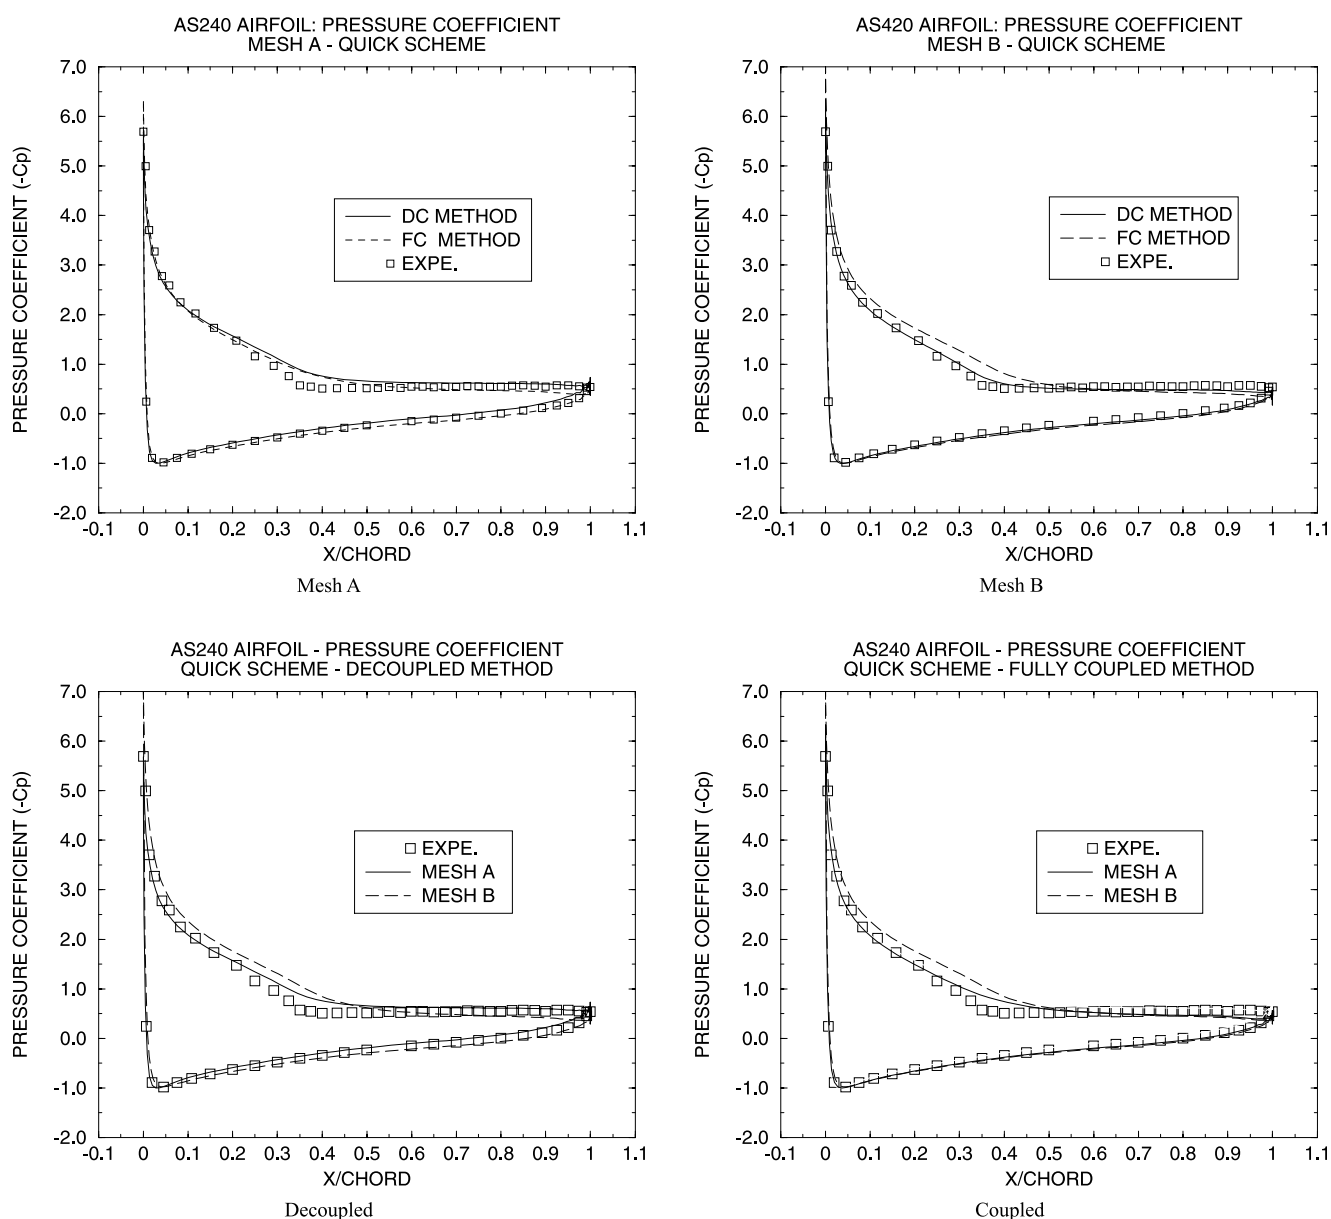 AS240 AIRFOIL: PRESSURE COEFFICIENT
MESH A - QUICK SCHEME
7.0
6.0
5.0
4.0
3.0
2.0
1.0
0.0
-1.0
-2.0
PRESSURE COEFFICIENT (-Cp)
DC METHOD
FC METHOD
EXPE.
-0.1 0 0.1 0.2 0.3 0.4 0.5 0.6 0.7 0.8 0.9 1 1.1
X/CHORD
Mesh A
AS420 AIRFOIL: PRESSURE COEFFICIENT
MESH B - QUICK SCHEME
7.0
6.0
5.0
4.0
3.0
2.0
1.0
0.0
-1.0
-2.0
PRESSURE COEFFICIENT (-Cp)
DC METHOD
FC METHOD
EXPE.
-0.1 0 0.1 0.2 0.3 0.4 0.5 0.6 0.7 0.8 0.9 1 1.1
X/CHORD
Mesh B
AS240 AIRFOIL - PRESSURE COEFFICIENT
QUICK SCHEME - DECOUPLED METHOD
7.0
6.0
5.0
4.0
3.0
2.0
1.0
0.0
-1.0
-2.0
PRESSURE COEFFICIENT (-Cp)
EXPE.
MESH A
MESH B
-0.1 0 0.1 0.2 0.3 0.4 0.5 0.6 0.7 0.8 0.9 1 1.1
X/CHORD
Decoupled
AS240 AIRFOIL - PRESSURE COEFFICIENT
QUICK SCHEME - FULLY COUPLED METHOD
7.0
6.0
5.0
4.0
3.0
2.0
1.0
0.0
-1.0
-2.0
PRESSURE COEFFICIENT (-Cp)
EXPE.
MESH A
MESH B
-0.1 0 0.1 0.2 0.3 0.4 0.5 0.6 0.7 0.8 0.9 1 1.1
X/CHORD
Coupled